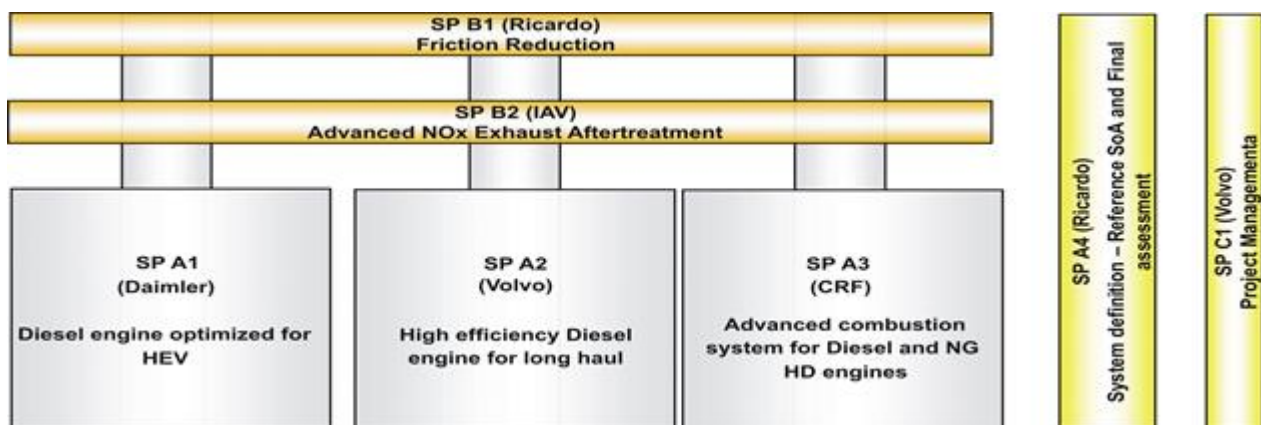 SP B1 (Ricardo)
Friction Reduction
SP B2 (IAV)
Advanced NOx Exhaust Aftertreatment
SP A1
(Daimler)
Diesel engine optimized for
HEV
SP A2
(Volvo)
High efficiency Diesel
engine for long haul
SP A3
(CRF)
Advanced combustion
system for Diesel and NG
HD engines
SP A4 (Ricardo)
System definition – Reference SoA and Final
assessment
SP C1 (Volvo)
Project Managementa